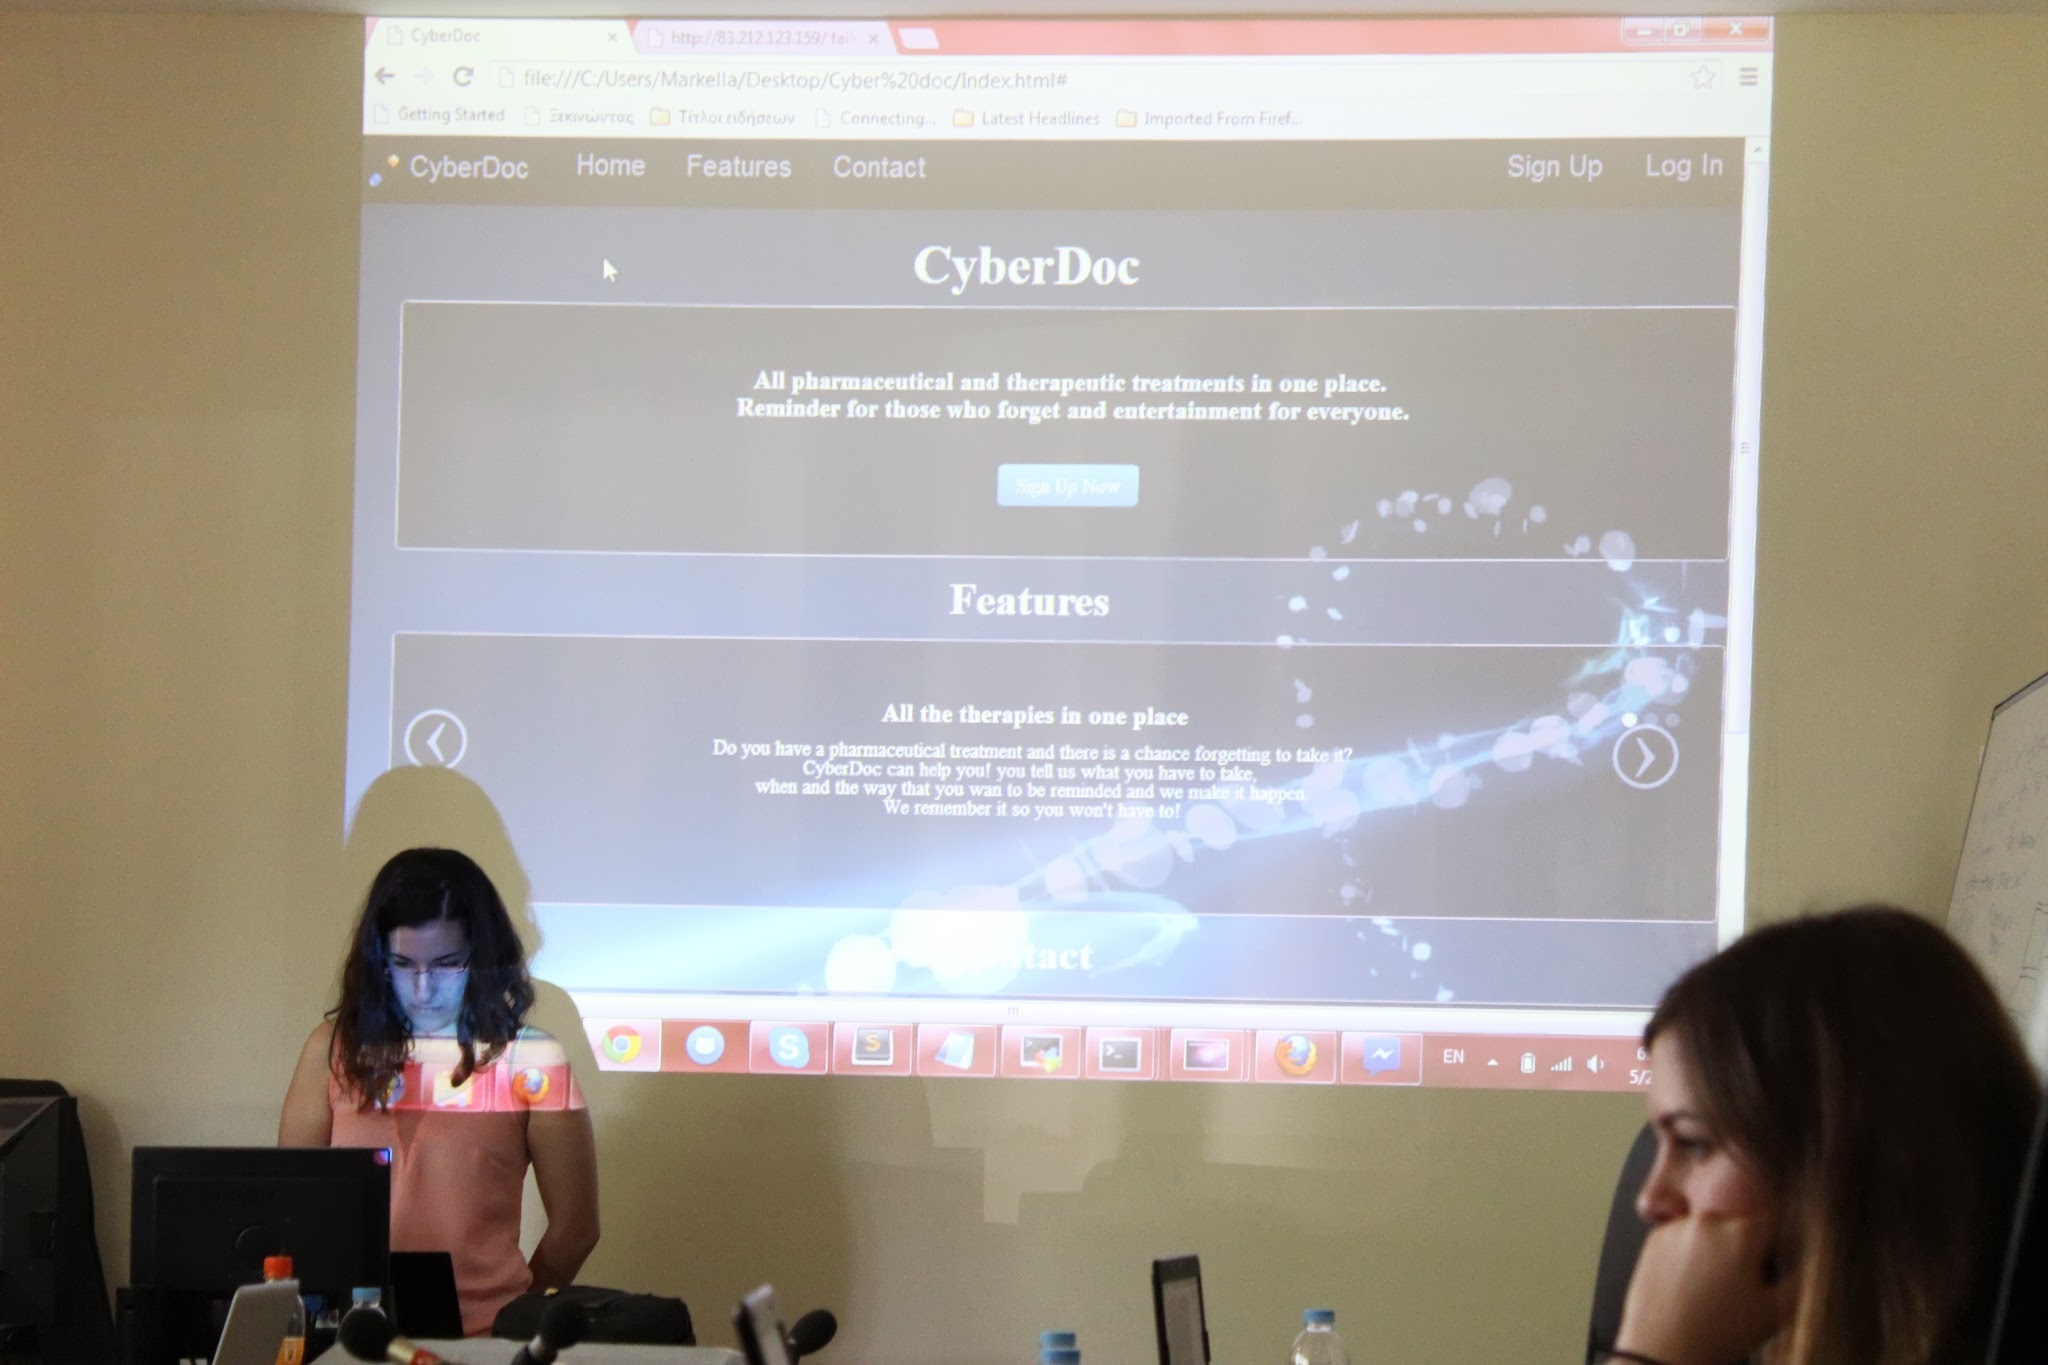 CyberDoc
http://83.212.123.159/ fail
file:///C:/Users/Markella/Desktop/Cyber%20doc/Index.html#
Getting Started Ξεκινώντας Τίτλοι ειδήσεων Connecting... Latest Headlines Imported From Firef...
CyberDoc Home Features Contact Sign Up Log In
CyberDoc
All pharmaceutical and therapeutic treatments in one place.
Reminder for those who forget and entertainment for everyone.
Sign Up Now
Features
All the therapies in one place
Do you have a pharmaceutical treatment and there is a chance forgetting to take it?
CyberDoc can help you! you tell us what you have to take,
when and the way that you wan to be reminded and we make it happen.
We remember it so you won't have to!
tact
EN